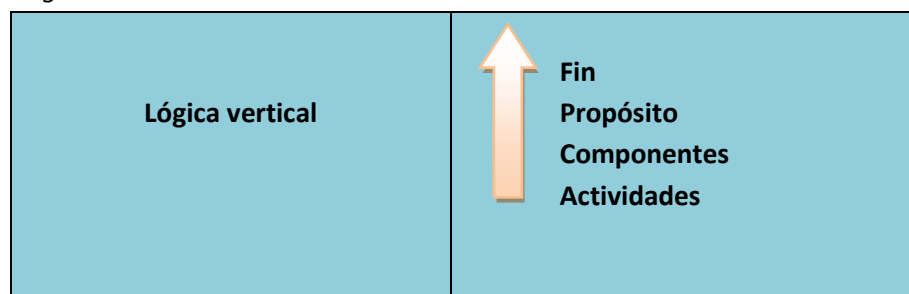 Lógica vertical
Fin
Propósito
Componentes
Actividades